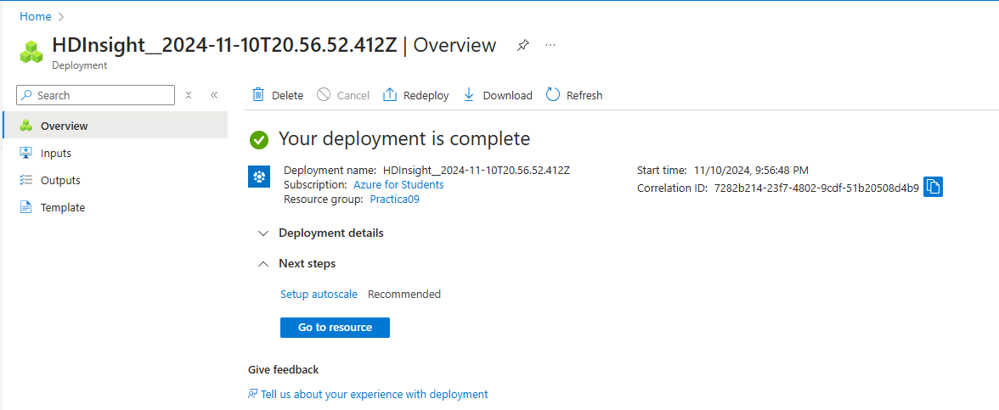 Home
HDInsight__2024-11-10T20.56.52.412Z | Overview
Deployment
Search
Overview
Inputs
Outputs
Template
Delete Cancel Redeploy Download Refresh
Your deployment is complete
Deployment name: HDInsight__2024-11-10T20.56.52.412Z
Subscription: Azure for Students
Resource group: Practica09
Start time: 11/10/2024, 9:56:48 PM
Correlation ID: 7282b214-23f7-4802-9cdf-51b20508d4b9
Deployment details
Next steps
Setup autoscale Recommended
Go to resource
Give feedback
Tell us about your experience with deployment